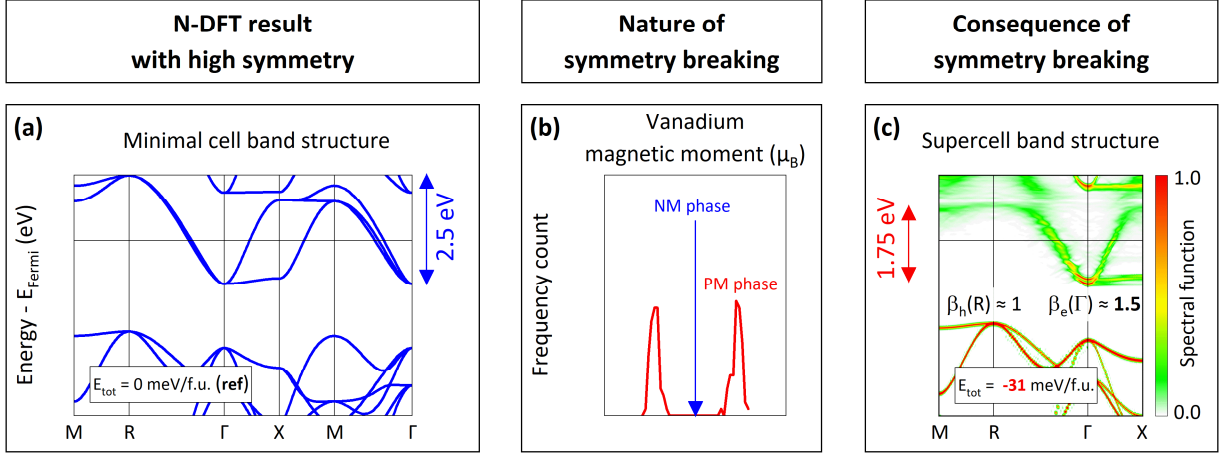 N-DFT result
with high symmetry
Nature of
symmetry breaking
Consequence of
symmetry breaking
(a)
Minimal cell band structure
Energy - E_Fermi (eV)
2.5 eV
E_tot = 0 meV/f.u. (ref)
M R Γ X M Γ
(b)
Vanadium
magnetic moment (μ_B)
Frequency count
NM phase
PM phase
(c)
Supercell band structure
1.75 eV
β_h(R) ≈ 1 β_e(Γ) ≈ 1.5
E_tot = -31 meV/f.u.
M R Γ X
1.0
Spectral function
0.0